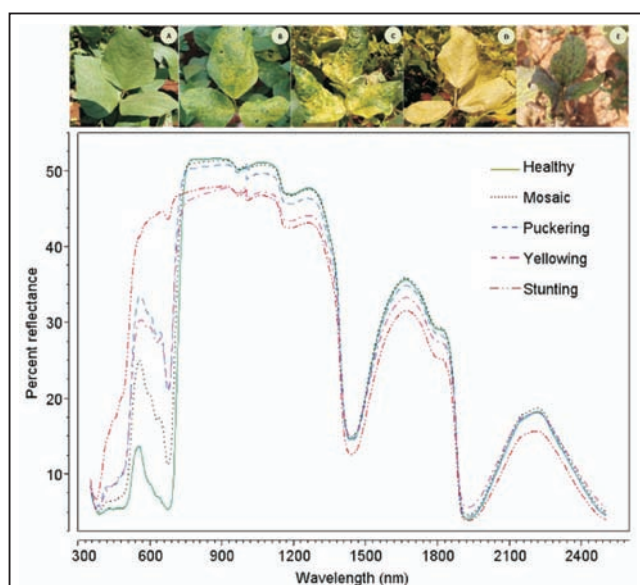 A B C D E
50
40
30
20
10
Percent reflectance
Healthy
Mosaic
Puckering
Yellowing
Stunting
300 600 900 1200 1500 1800 2100 2400
Wavelength (nm)